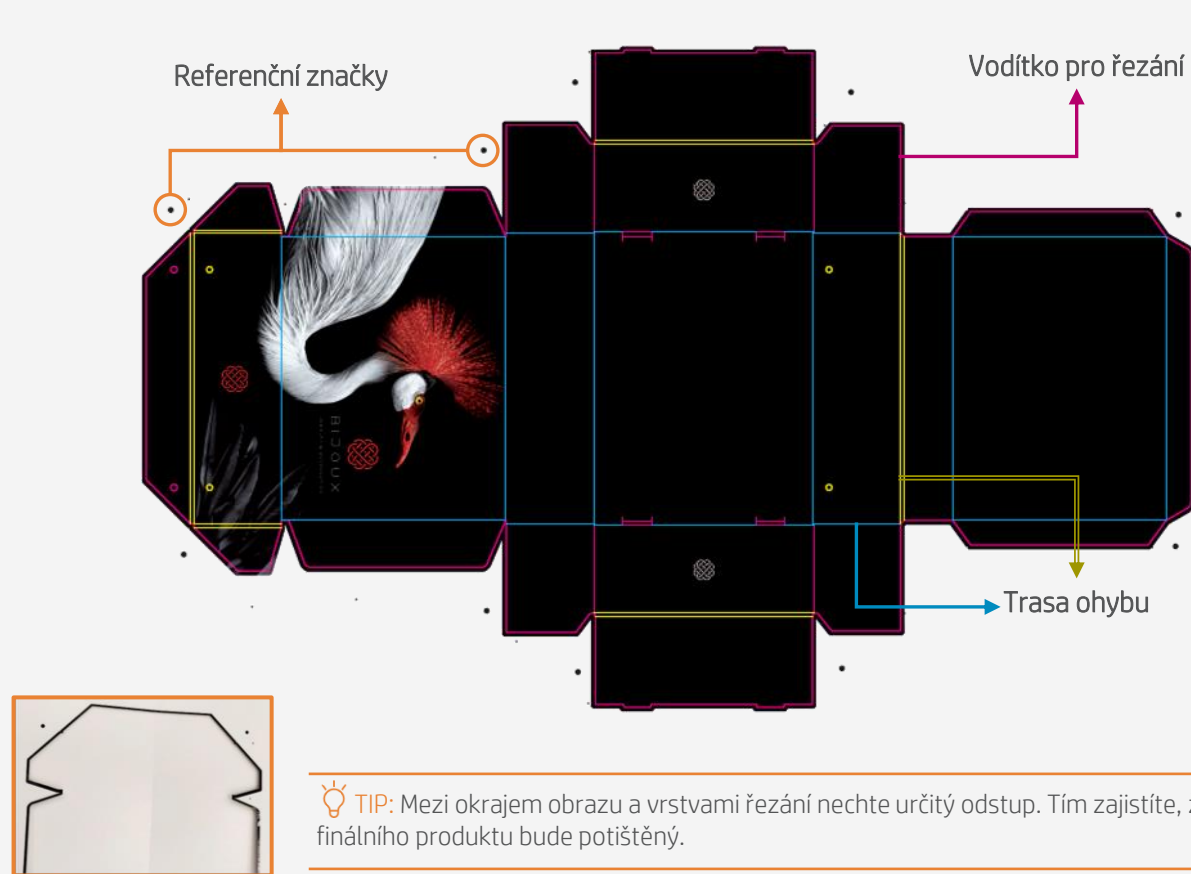 Referenční značky
Vodítko pro řezání
BIJOUX
Trasa ohybu
TIP: Mezi okrajem obrazu a vrstvami řezání nechte určitý odstup. Tím zajistíte, ž
finálního produktu bude potištěný.